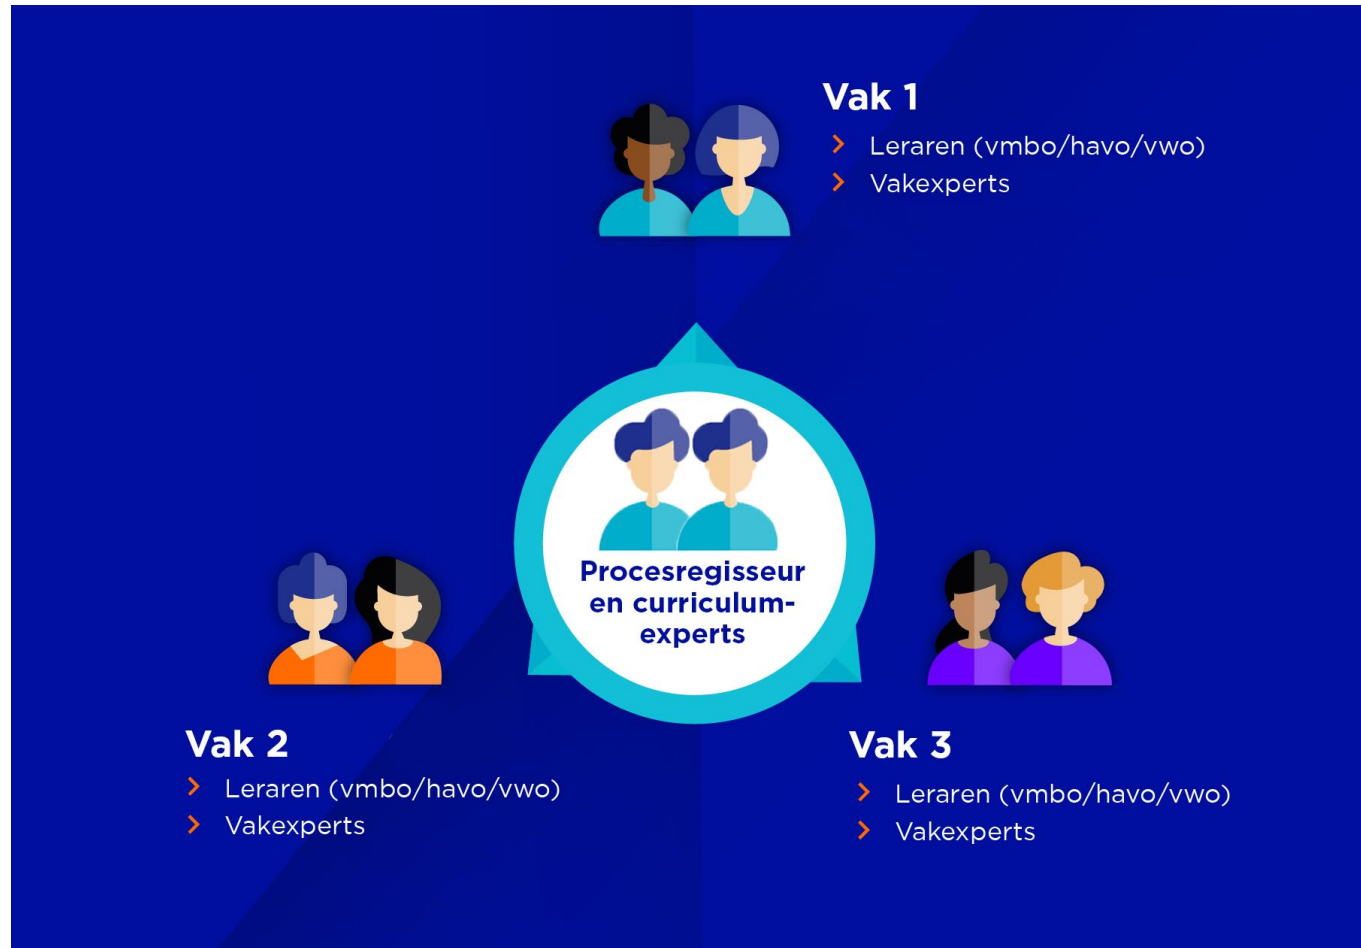 Vak 1
Leraren (vmbo/havo/vwo)
Vakexperts
Procesregisseur
en curriculum-
experts
Vak 2
Leraren (vmbo/havo/vwo)
Vakexperts
Vak 3
Leraren (vmbo/havo/vwo)
Vakexperts